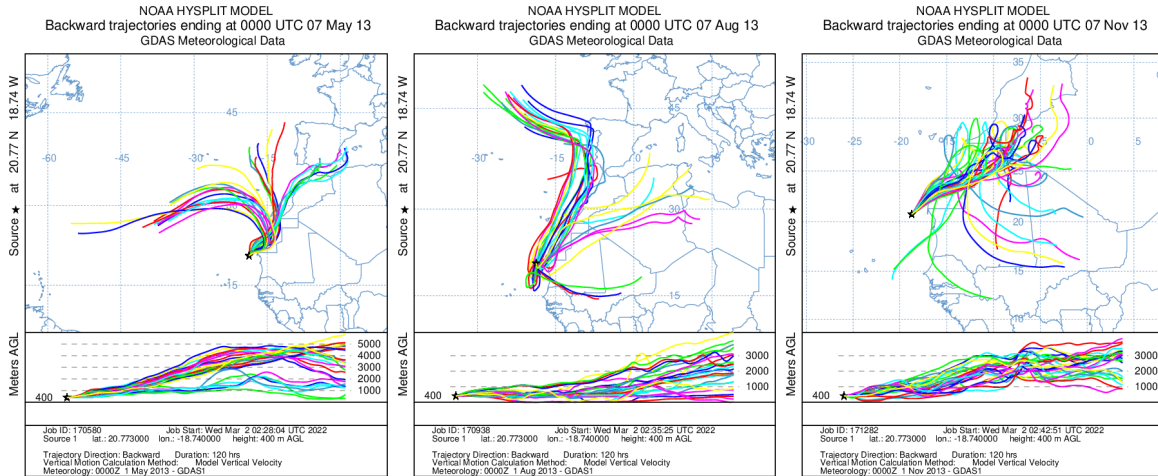 NOAA HYSPLIT MODEL
Backward trajectories ending at 0000 UTC 07 May 13
GDAS Meteorological Data
Source ★ at 20.77 N 18.74 W
-60
-45
-30
-15
45
-15
Meters AGL
400
5000
4000
3000
2000
1000
Job ID: 170580 Job Start: Wed Mar 2 02:28:04 UTC 2022
Source 1 lat.: 20.773000 lon.: -18.740000 height: 400 m AGL
Trajectory Direction: Backward Duration: 120 hrs
Vertical Motion Calculation Method: Model Vertical Velocity
Meteorology: 0000Z 1 May 2013 - GDAS1
NOAA HYSPLIT MODEL
Backward trajectories ending at 0000 UTC 07 Aug 13
GDAS Meteorological Data
Source ★ at 20.77 N 18.74 W
-30
-15
0
15
45
30
15
Meters AGL
400
3000
2000
1000
Job ID: 170938 Job Start: Wed Mar 2 02:35:25 UTC 2022
Source 1 lat.: 20.773000 lon.: -18.740000 height: 400 m AGL
Trajectory Direction: Backward Duration: 120 hrs
Vertical Motion Calculation Method: Model Vertical Velocity
Meteorology: 0000Z 1 Aug 2013 - GDAS1
NOAA HYSPLIT MODEL
Backward trajectories ending at 0000 UTC 07 Nov 13
GDAS Meteorological Data
Source ★ at 20.77 N 18.74 W
35
30
-25
-20
-15
-10
0
5
20
15
10
Meters AGL
400
3000
2000
1000
Job ID: 171282 Job Start: Wed Mar 2 02:42:51 UTC 2022
Source 1 lat.: 20.773000 lon.: -18.740000 height: 400 m AGL
Trajectory Direction: Backward Duration: 120 hrs
Vertical Motion Calculation Method: Model Vertical Velocity
Meteorology: 0000Z 1 Nov 2013 - GDAS1